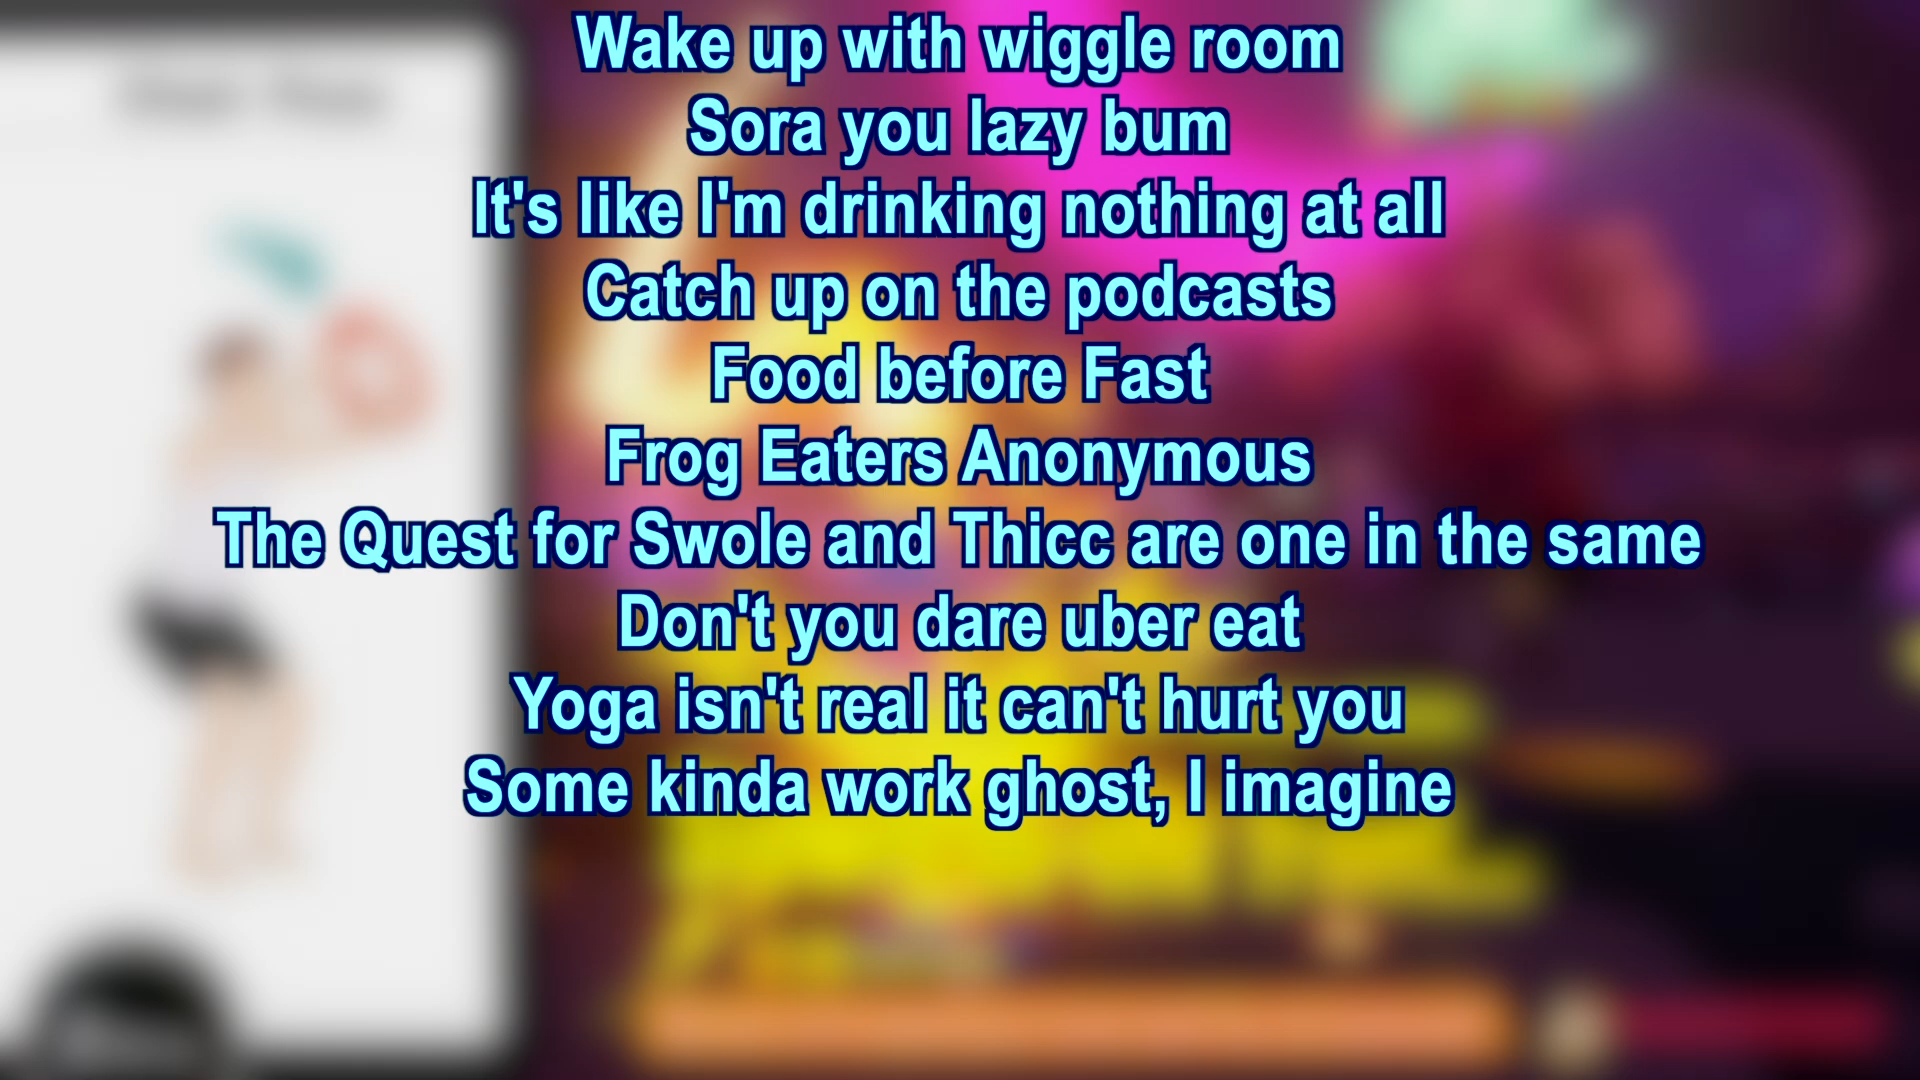 Wake up with wiggle room
Sora you lazy bum
It's like I'm drinking nothing at all
Catch up on the podcasts
Food before Fast
Frog Eaters Anonymous
The Quest for Swole and Thicc are one in the same
Don't you dare uber eat
Yoga isn't real it can't hurt you
Some kinda work ghost, I imagine